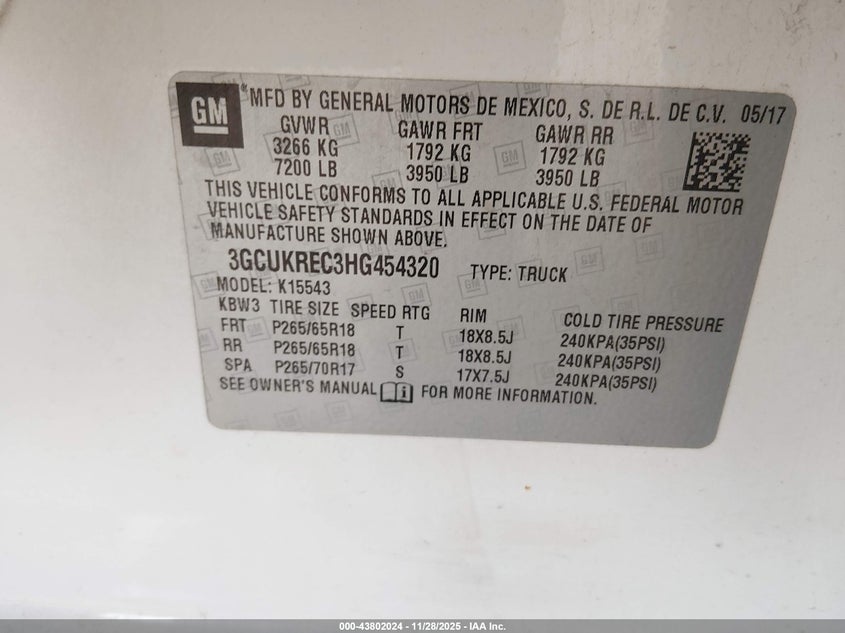 GM
MFD BY GENERAL MOTORS DE MEXICO, S. DE R.L. DE C.V. 05/17
GVWR GAWR FRT GAWR RR
3266 KG 1792 KG 1792 KG
7200 LB 3950 LB 3950 LB
THIS VEHICLE CONFORMS TO ALL APPLICABLE U.S. FEDERAL MOTOR
VEHICLE SAFETY STANDARDS IN EFFECT ON THE DATE OF
MANUFACTURE SHOWN ABOVE.
3GCUKREC3HG454320 TYPE: TRUCK
MODEL: K15543
KBW3 TIRE SIZE SPEED RTG RIM COLD TIRE PRESSURE
FRT P265/65R18 T 18X8.5J 240KPA(35PSI)
RR P265/65R18 T 18X8.5J 240KPA(35PSI)
SPA P265/70R17 S 17X7.5J 240KPA(35PSI)
SEE OWNER'S MANUAL i FOR MORE INFORMATION.
000-43802024 - 11/28/2025 - IAA Inc.